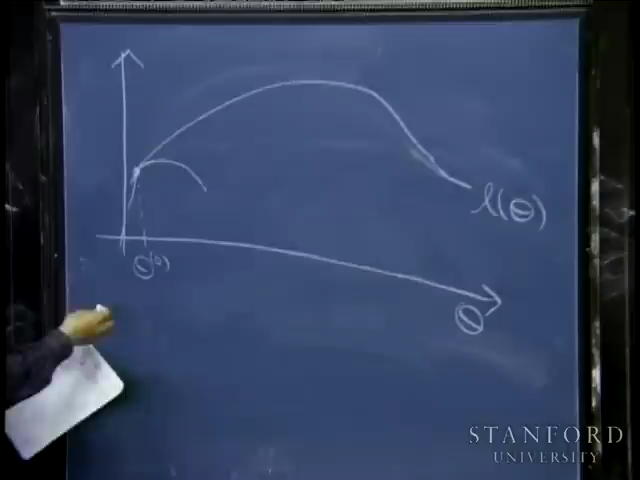 l(θ)
θ(0)
θ
STANFORD
UNIVERSITY